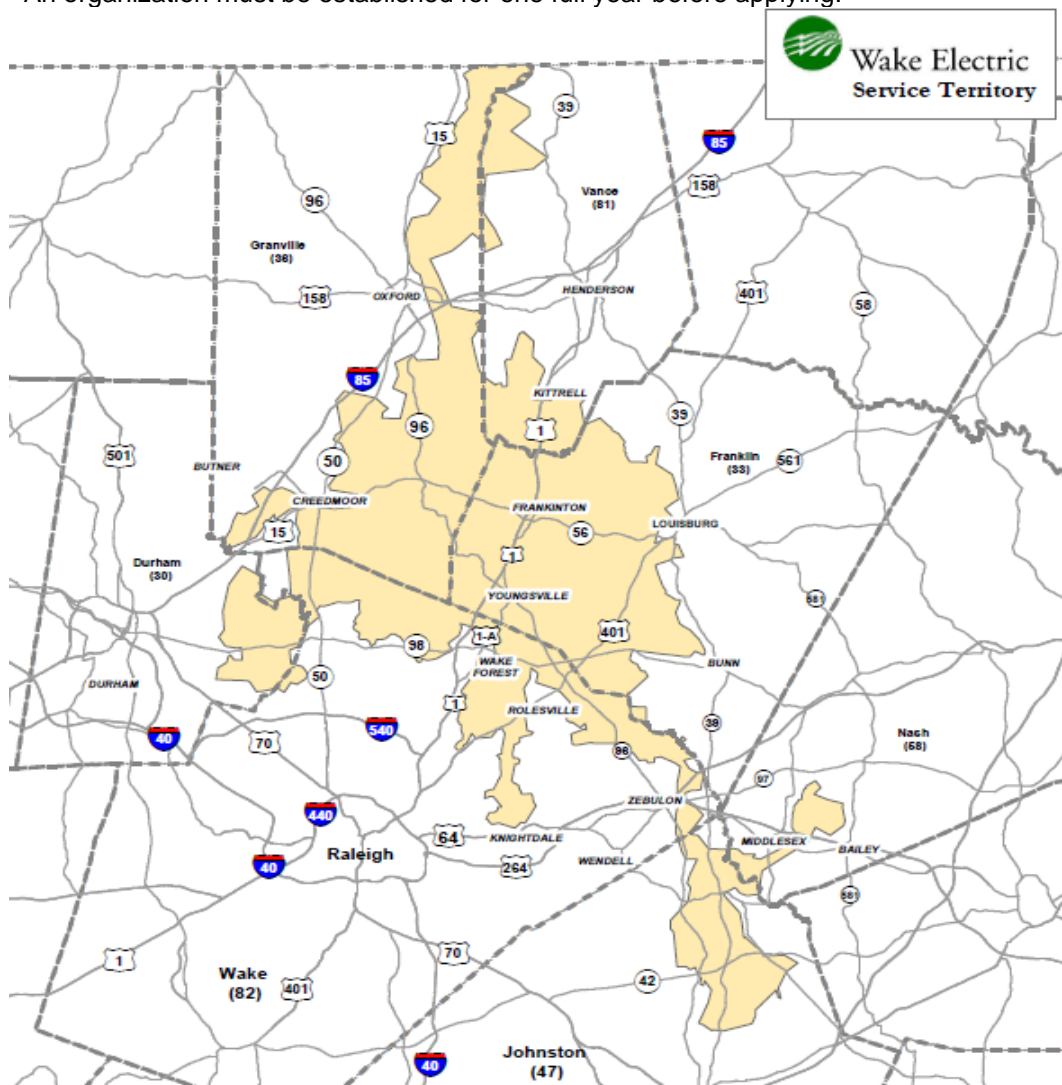 An organization must be established for one full year before applying.
Wake Electric
Service Territory
39
15
85
Vance
(81)
158
96
Granville
(36)
158
OXFORD
HENDERSON
401
58
85
KITTRELL
39
96
1
501
50
Franklin
(33)
561
BUTNER
CREEDMOOR
FRANKINTON
15
56
LOUISBURG
1
Durham
(30)
YOUNGSVILLE
581
98
1-A
401
WAKE
FOREST
BUNN
50
DURHAM
1
ROLESVILLE
540
40
70
39
Nash
(58)
96
97
ZEBULON
440
64
KNIGHTDALE
MIDDLESEX
BAILEY
Raleigh
264
WENDELL
40
581
1
70
42
Wake
(82)
401
Johnston
(47)
40